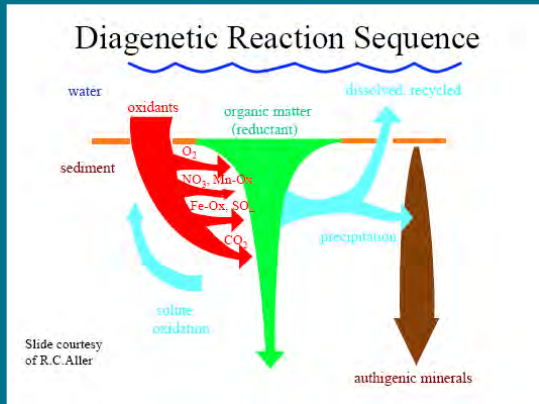 Diagenetic Reaction Sequence
water
oxidants
organic matter
(reductant)
dissolved, recycled
sediment
O2
NO3, Mn-Ox
Fe-Ox, SO4
CO2
precipitation
solute
oxidation
Slide courtesy
of R.C.Aller
authigenic minerals